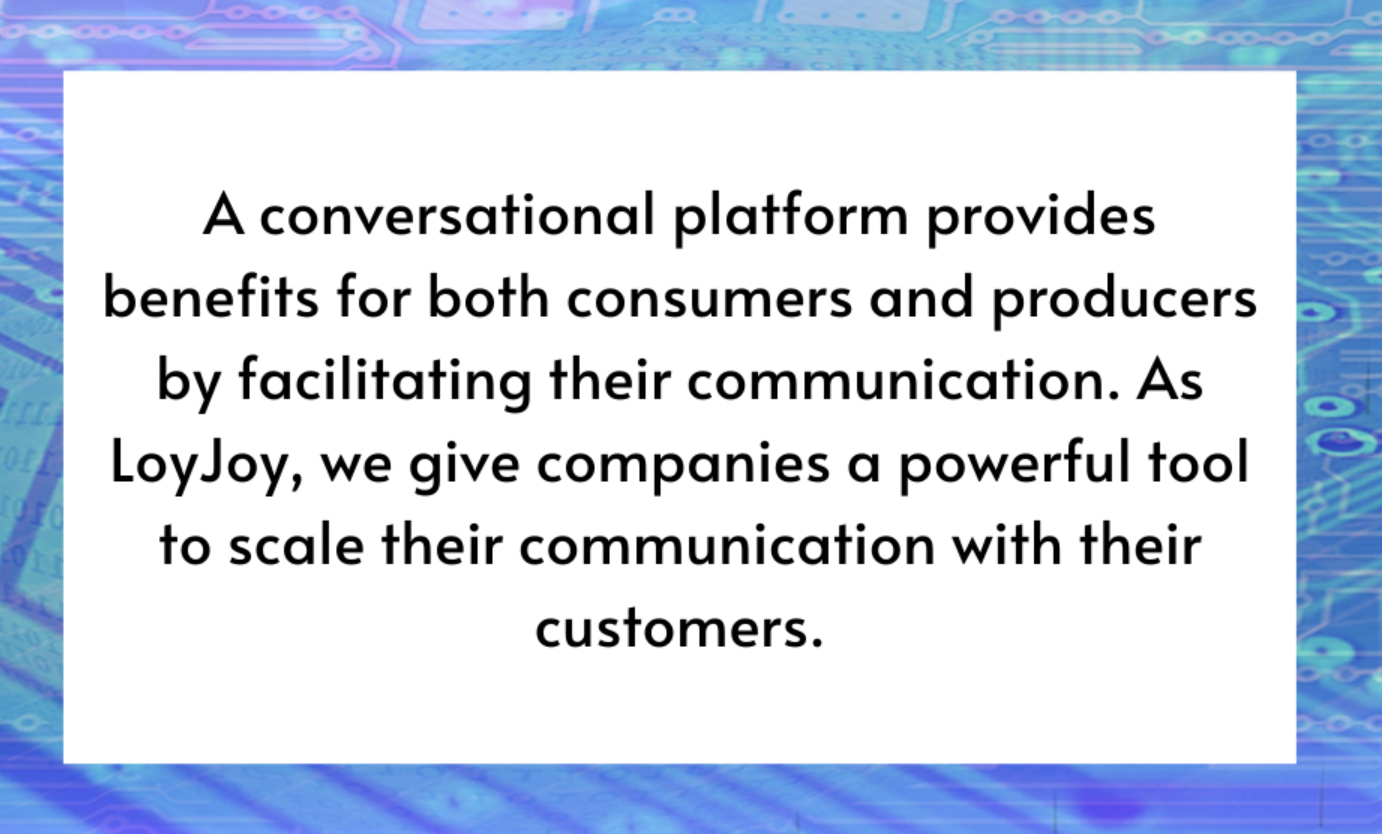 A conversational platform provides
benefits for both consumers and producers
by facilitating their communication. As
LoyJoy, we give companies a powerful tool
to scale their communication with their
customers.